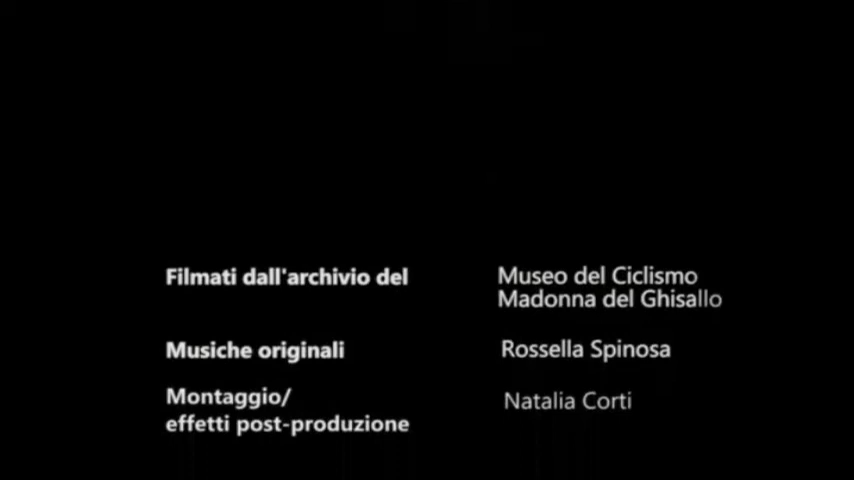 Filmati dall'archivio del Museo del Ciclismo
Madonna del Ghisallo
Musiche originali Rossella Spinosa
Montaggio/ Natalia Corti
effetti post-produzione